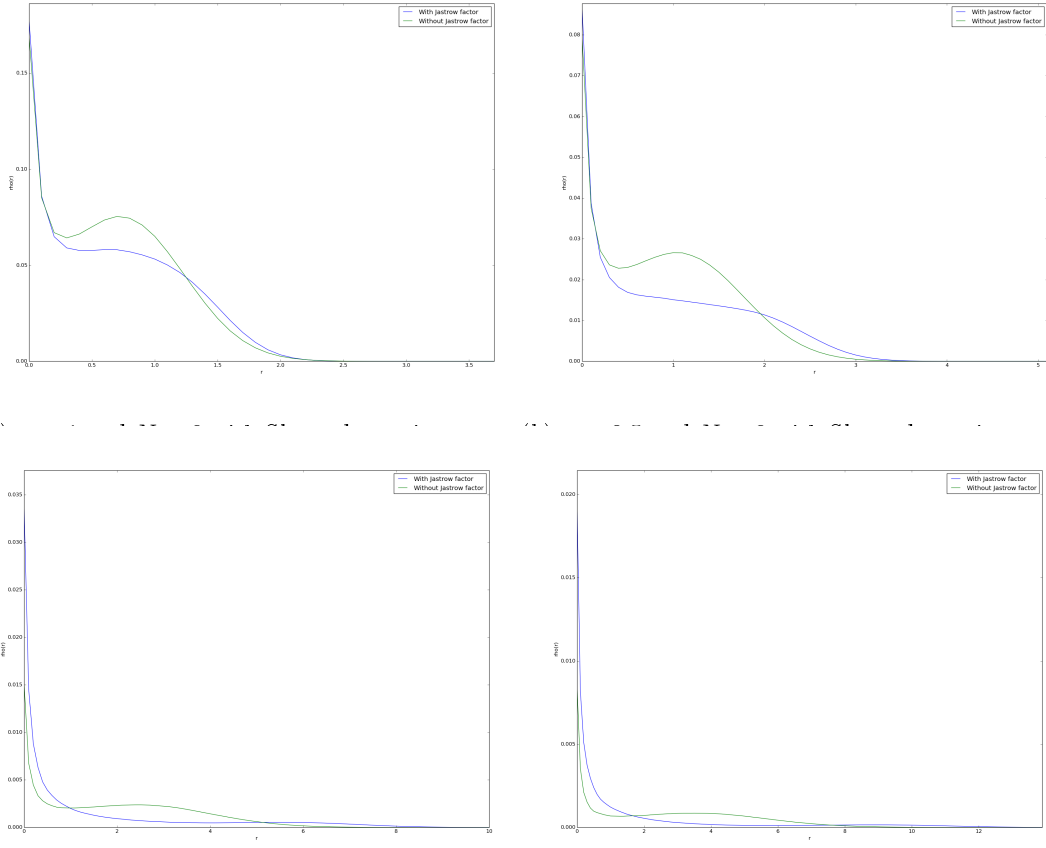 With Jastrow factor
Without Jastrow factor
0.15
0.10
0.05
0.00
rho(r)
0.0 0.5 1.0 1.5 2.0 2.5 3.0 3.5
r
With Jastrow factor
Without Jastrow factor
0.08
0.07
0.06
0.05
0.04
0.03
0.02
0.01
0.00
rho(r)
0 1 2 3 4 5
r
With Jastrow factor
Without Jastrow factor
0.035
0.030
0.025
0.020
0.015
0.010
0.005
0.000
rho(r)
0 2 4 6 8 10
r
With Jastrow factor
Without Jastrow factor
0.020
0.015
0.010
0.005
0.000
rho(r)
0 2 4 6 8 10 12
r